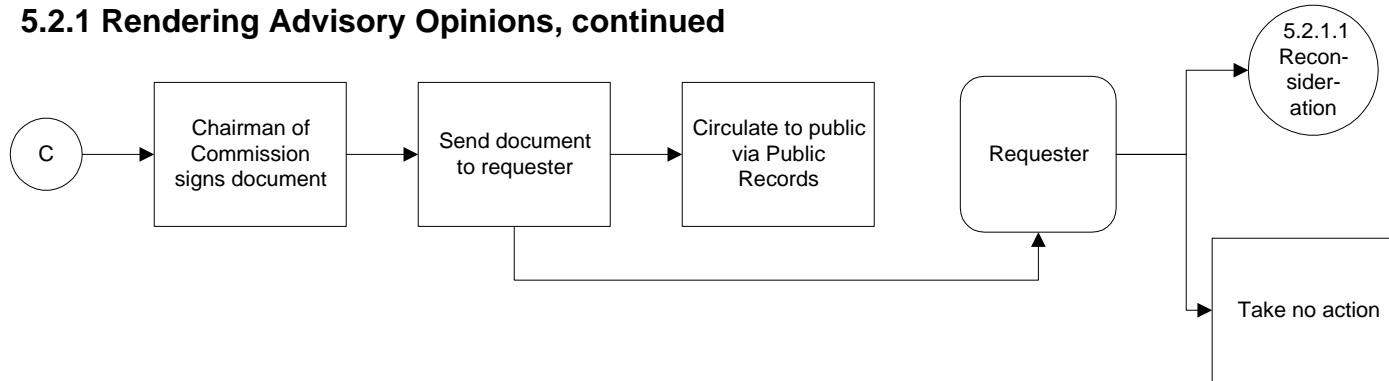 5.2.1 Rendering Advisory Opinions, continued
C
Chairman of
Commission
signs document
Send document
to requester
Circulate to public
via Public
Records
Requester
5.2.1.1
Recon-
sider-
ation
Take no action